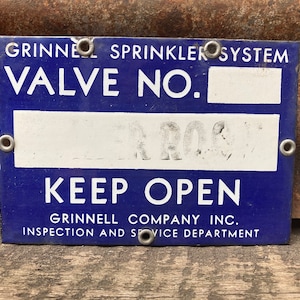 GRINNELL SPRINKLER SYSTEM
VALVE NO.
KEEP OPEN
GRINNELL COMPANY INC.
INSPECTION AND SERVICE DEPARTMENT